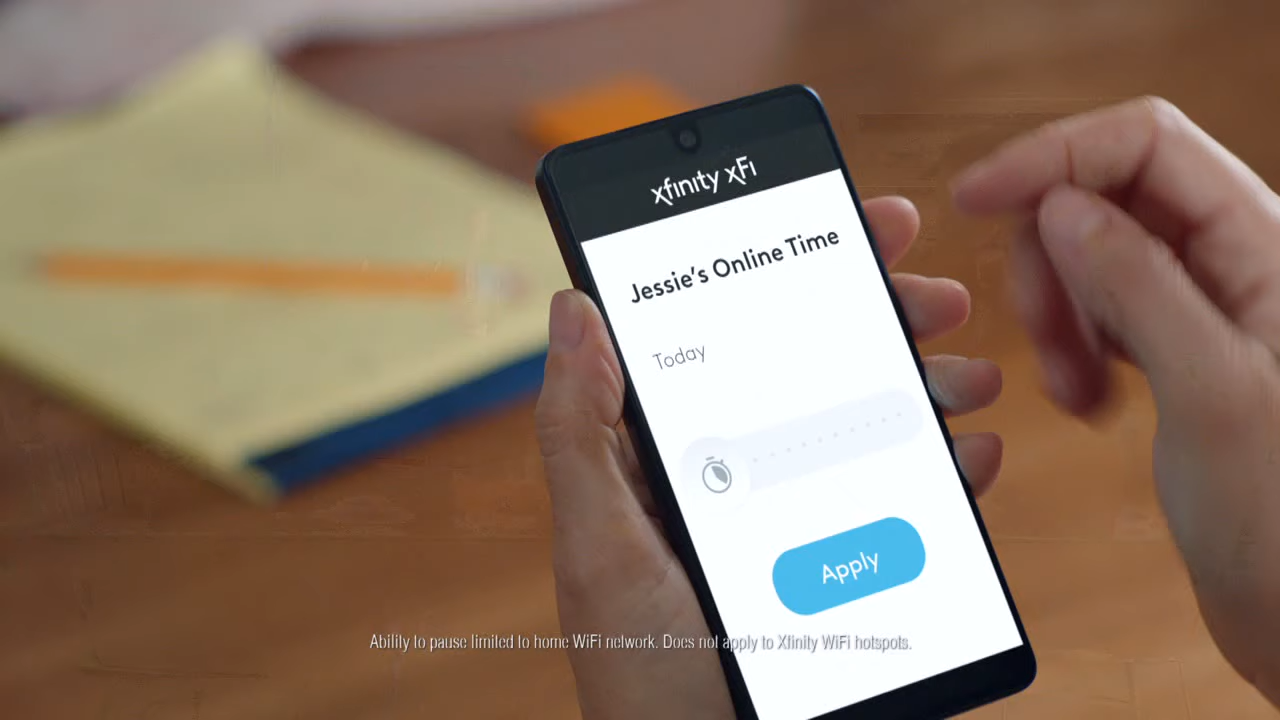 xfinity xFi
Jessie's Online Time
Today
Apply
Ability to pause limited to home WiFi network. Does not apply to Xfinity WiFi hotspots.